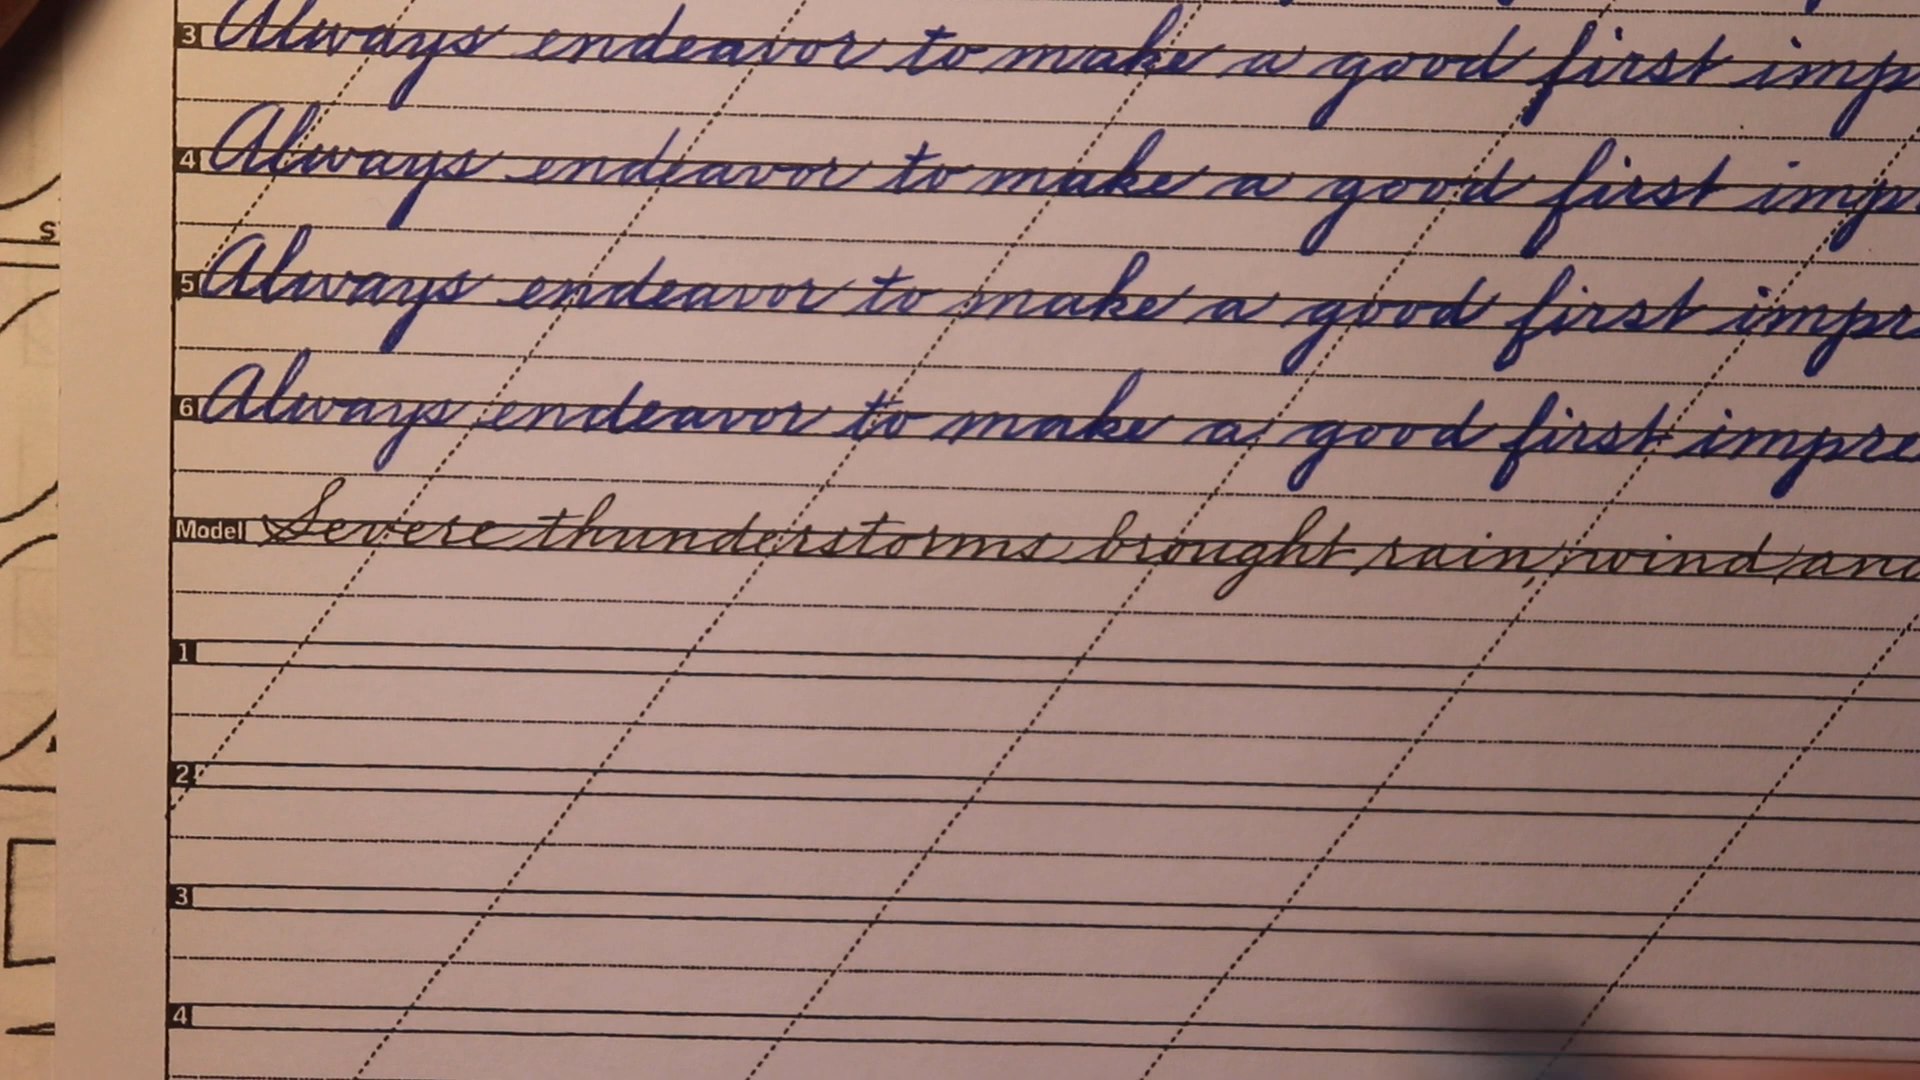 3 Always endeavor to make a good first imp
4 Always endeavor to make a good first imp
5 Always endeavor to make a good first impr
6 Always endeavor to make a good first impre
s
Model Severe thunderstorms brought rain, wind and
1
2
3
4